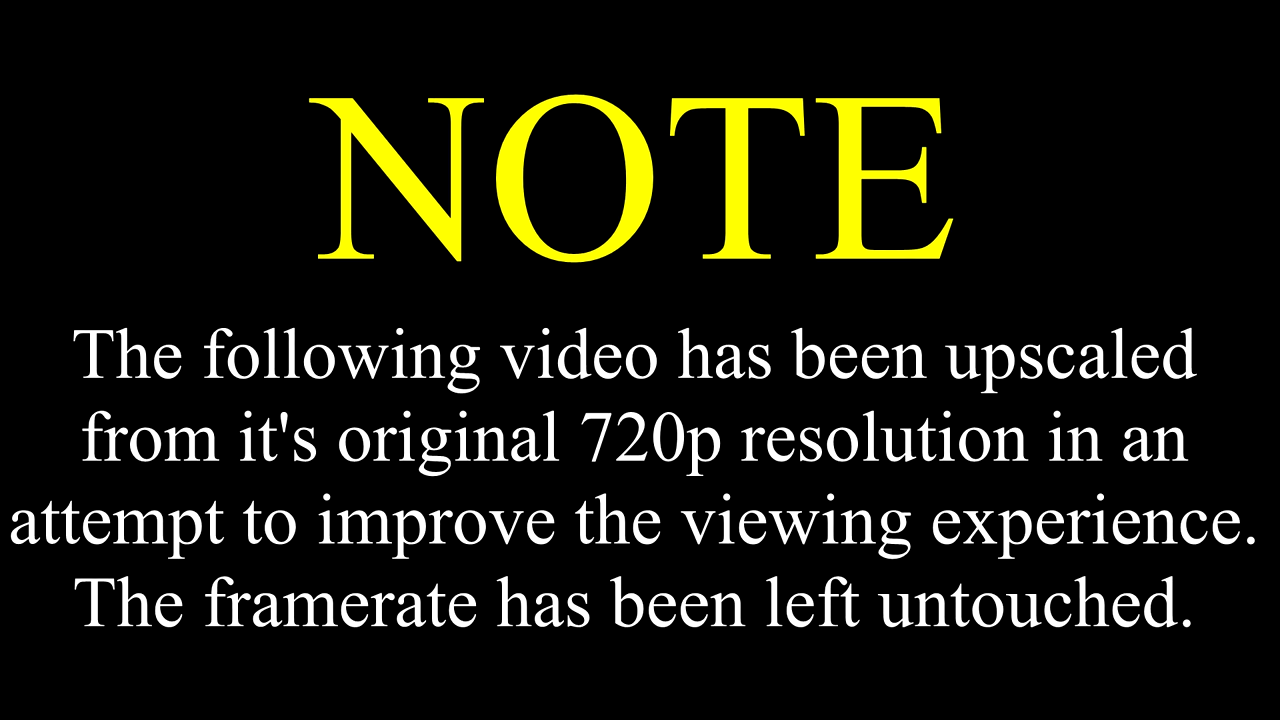 NOTE
The following video has been upscaled
from it's original 720p resolution in an
attempt to improve the viewing experience.
The framerate has been left untouched.